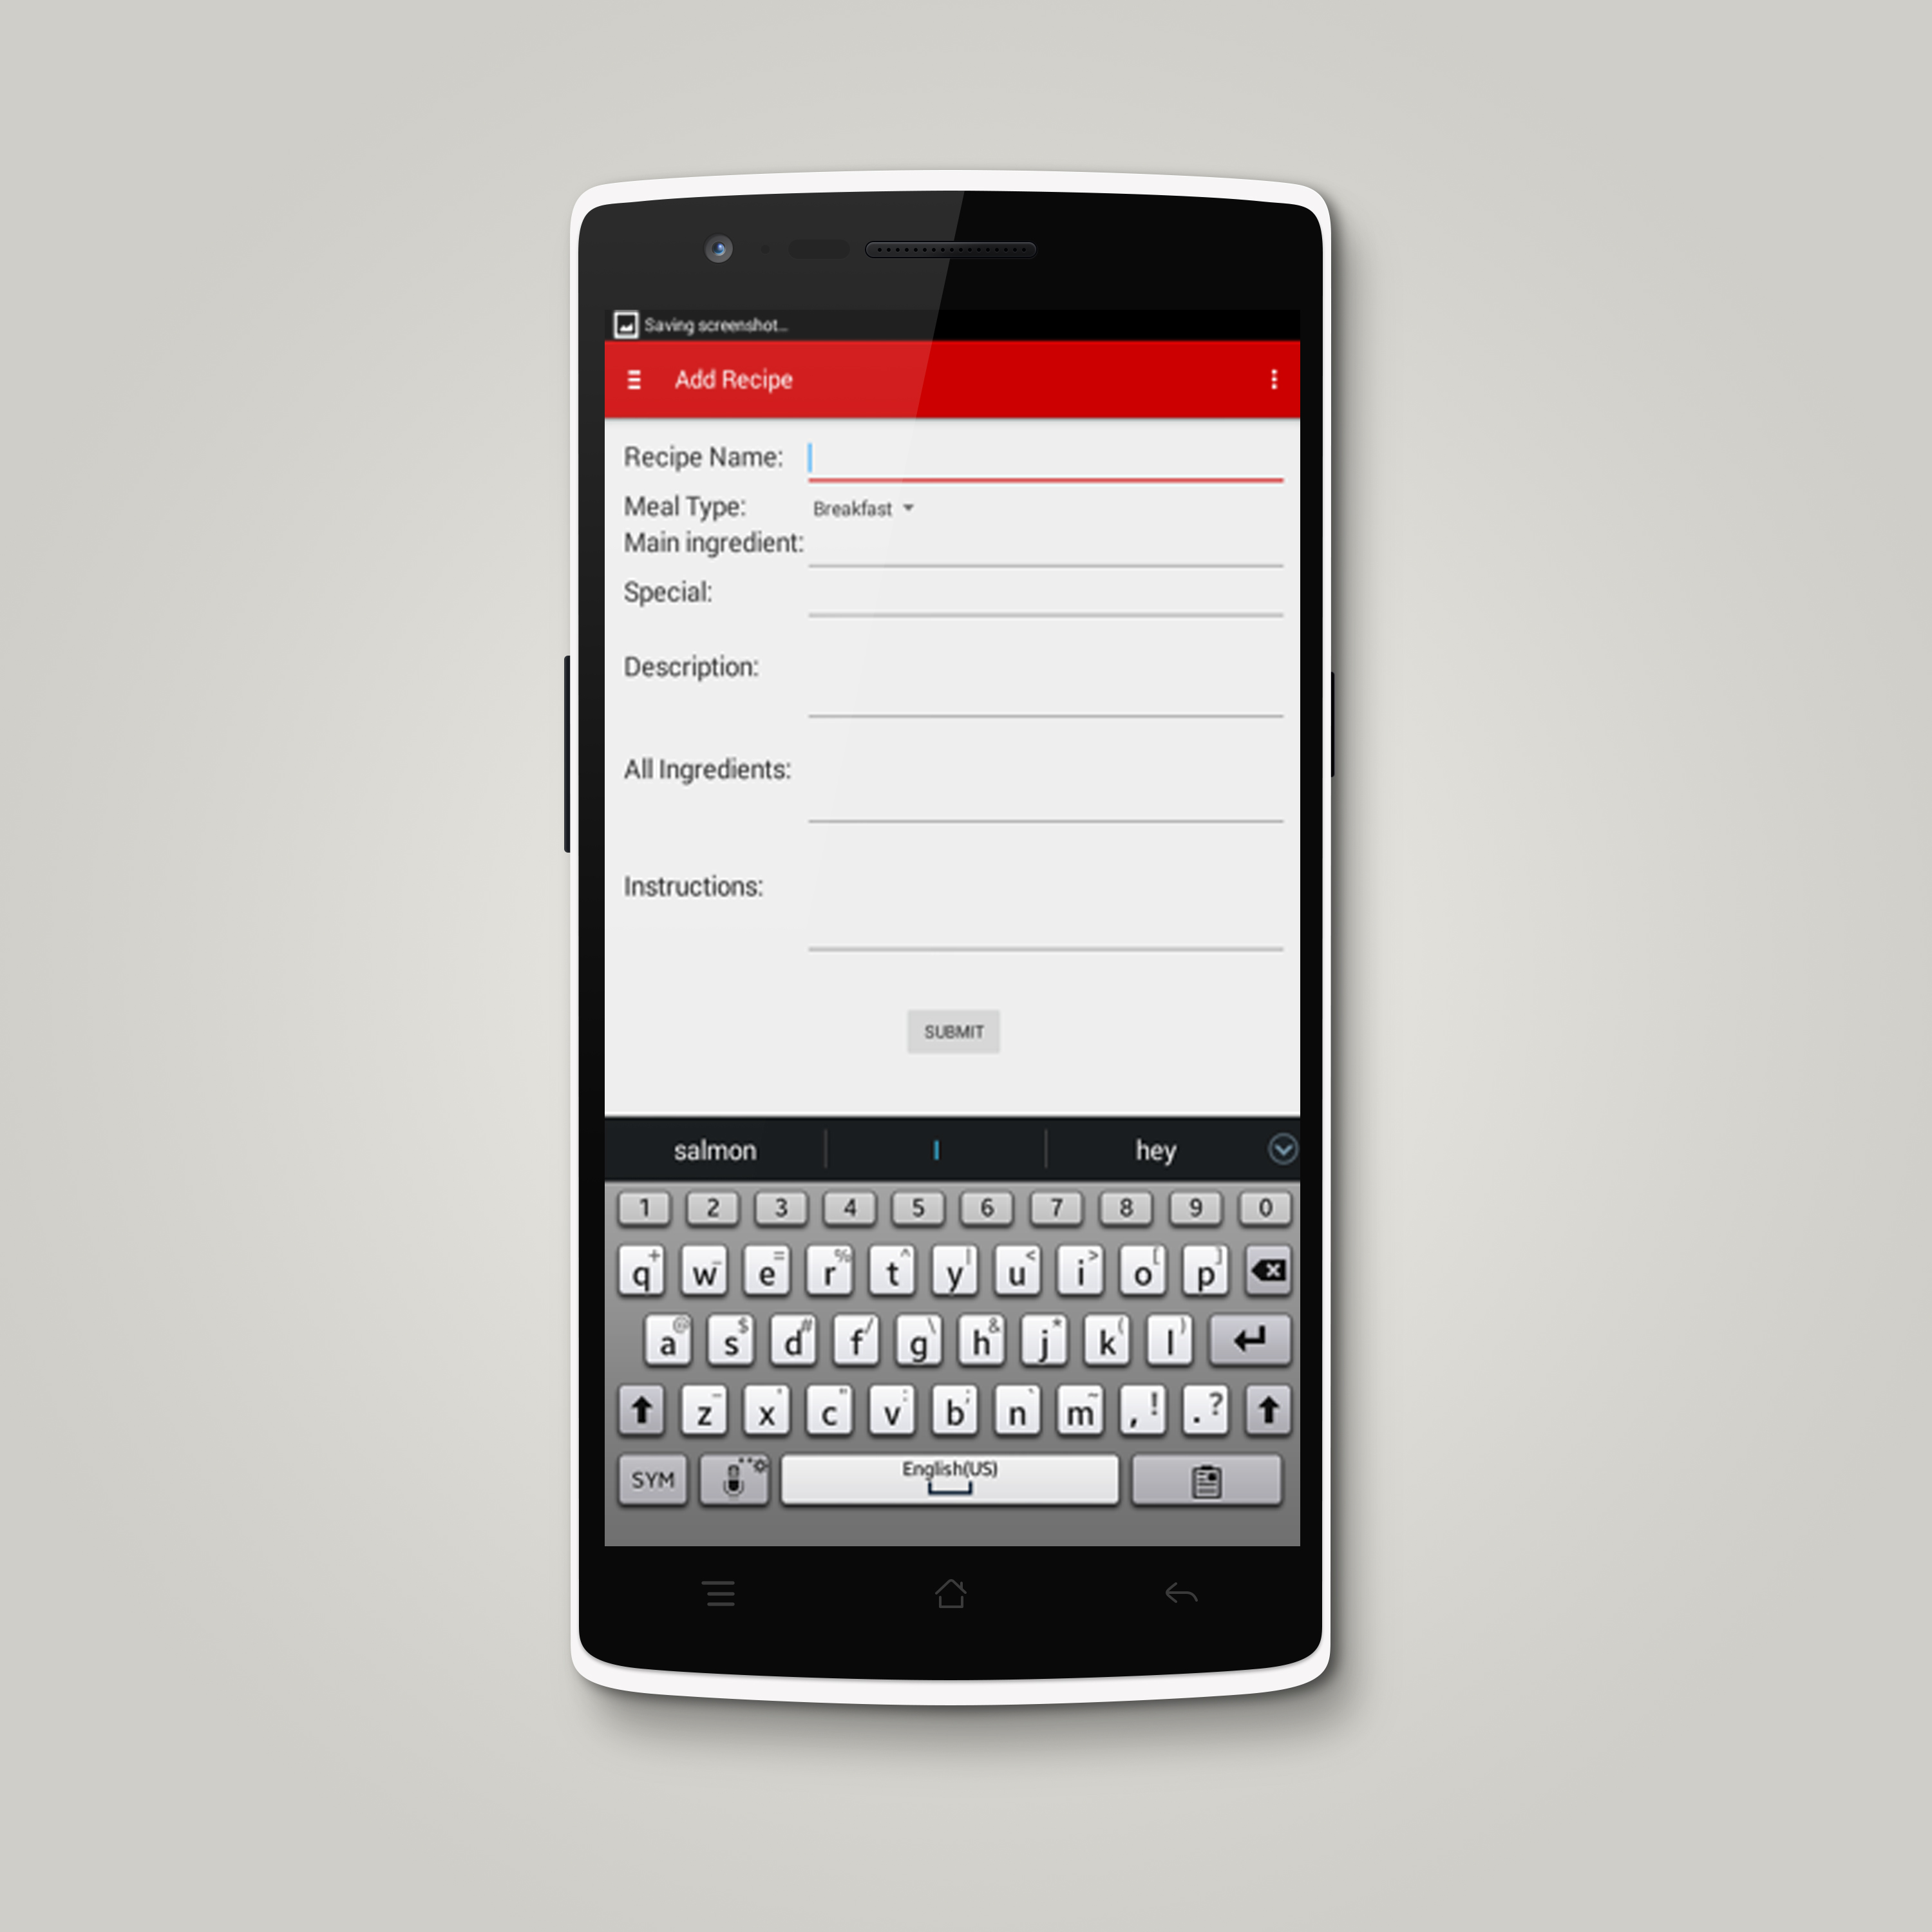 Saving screenshot...
Add Recipe
Recipe Name:
Meal Type: Breakfast
Main ingredient:
Special:
Description:
All Ingredients:
Instructions:
SUBMIT
salmon I hey
1 2 3 4 5 6 7 8 9 0
q + w _ e = r % t ^ y | u < i > o [ p ]
a @ s $ d # f / g \ h & j * k ( l )
z - x ' c " v : b ; n ` m ~ , ! . ?
SYM English(US)